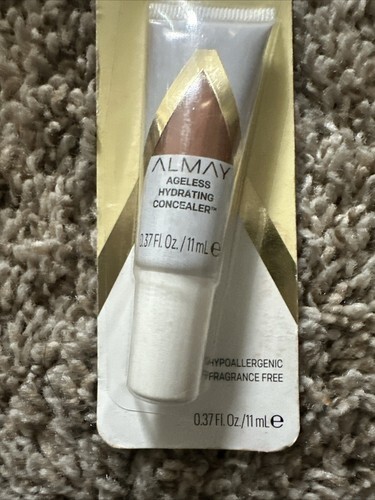 ALMAY
AGELESS
HYDRATING
CONCEALER™
0.37 Fl. Oz. / 11 mL ℮
HYPOALLERGENIC
FRAGRANCE FREE
0.37 Fl. Oz. / 11 mL ℮